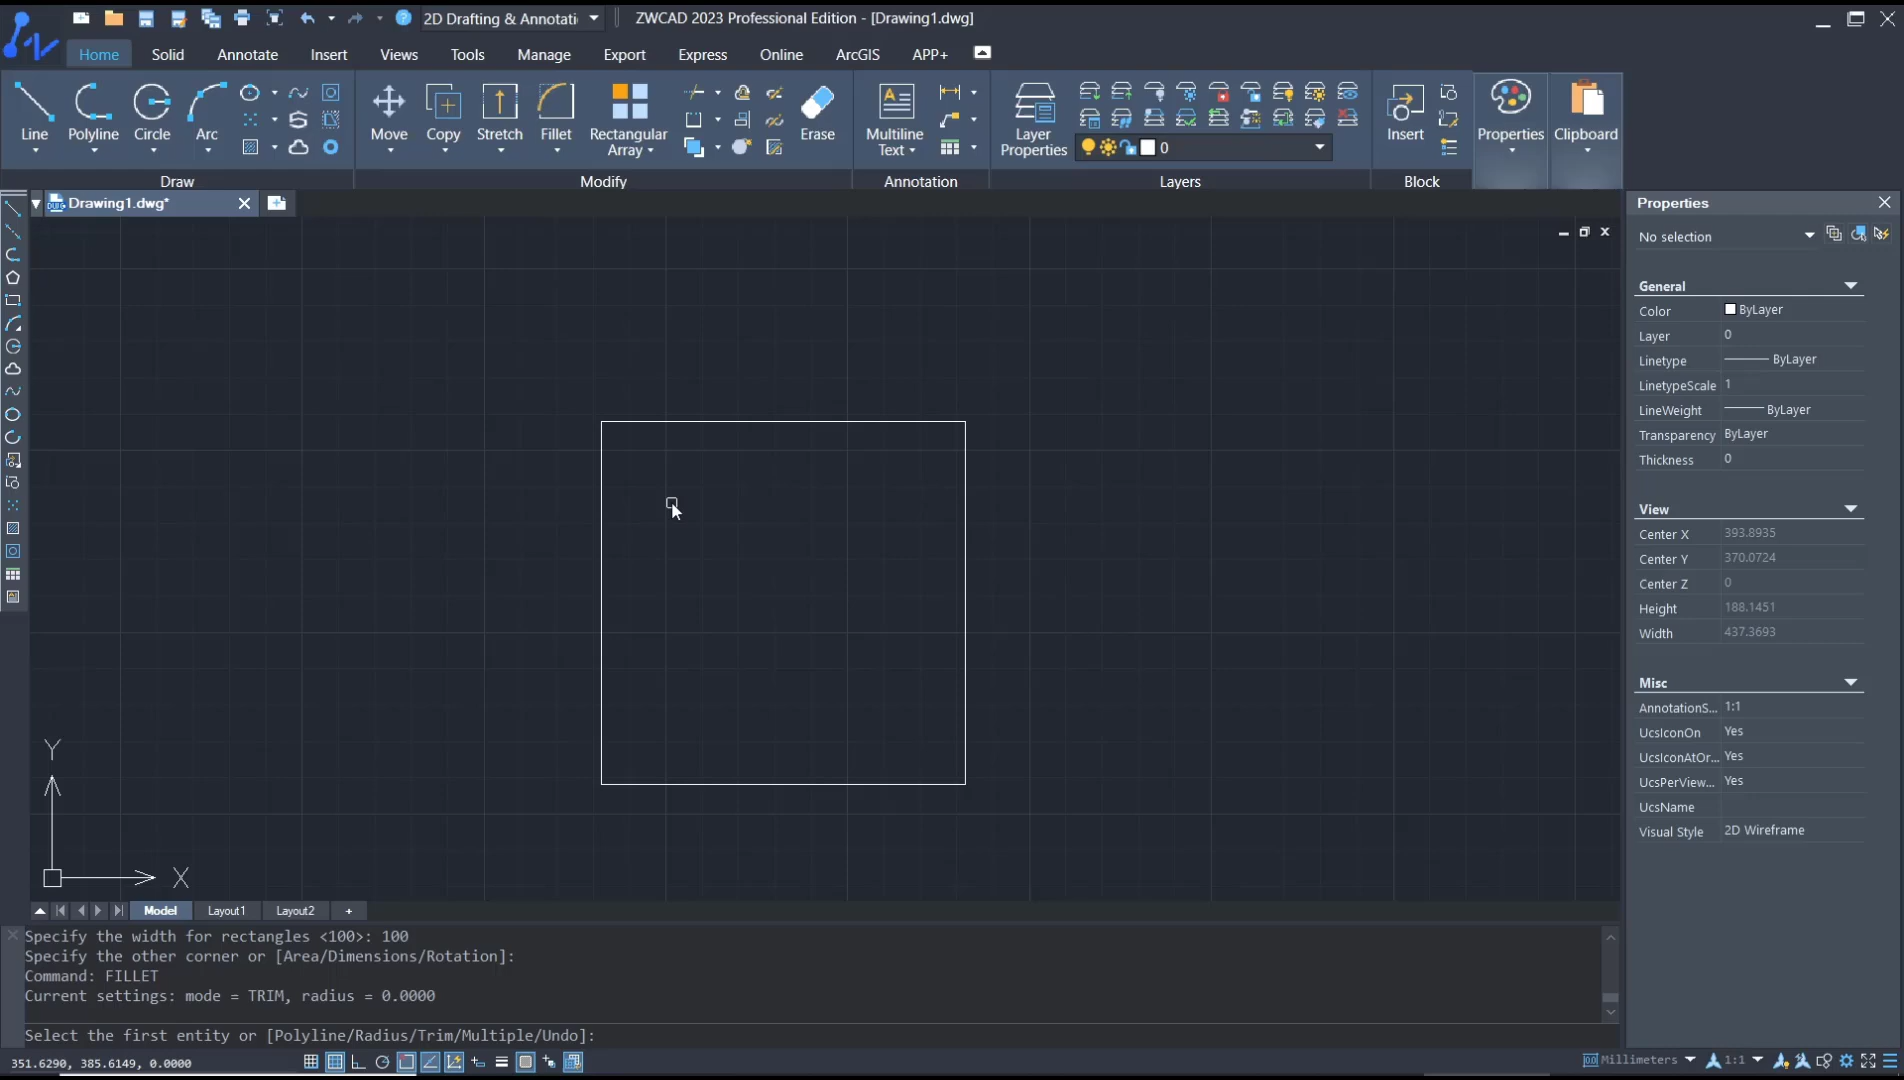 2D Drafting & Annotati
ZWCAD 2023 Professional Edition - [Drawing1.dwg]
Home Solid Annotate Insert Views Tools Manage Export Express Online ArcGIS APP+
Line Polyline Circle Arc
Move Copy Stretch Fillet Rectangular Array Erase
Multiline Text
Layer Properties
0
Insert Properties Clipboard
Draw Modify Annotation Layers Block
Drawing1.dwg*
Properties
No selection
General
Color ByLayer
Layer 0
Linetype ByLayer
LinetypeScale 1
LineWeight ByLayer
Transparency ByLayer
Thickness 0
View
Center X 393.8935
Center Y 370.0724
Center Z 0
Height 188.1451
Width 437.3693
Misc
AnnotationS... 1:1
UcsIconOn Yes
UcsIconAtOr... Yes
UcsPerView... Yes
UcsName
Visual Style 2D Wireframe
Y
X
Model Layout1 Layout2 +
Specify the width for rectangles <100>: 100
Specify the other corner or [Area/Dimensions/Rotation]:
Command: FILLET
Current settings: mode = TRIM, radius = 0.0000
Select the first entity or [Polyline/Radius/Trim/Multiple/Undo]:
351.6290, 385.6149, 0.0000
Millimeters 1:1